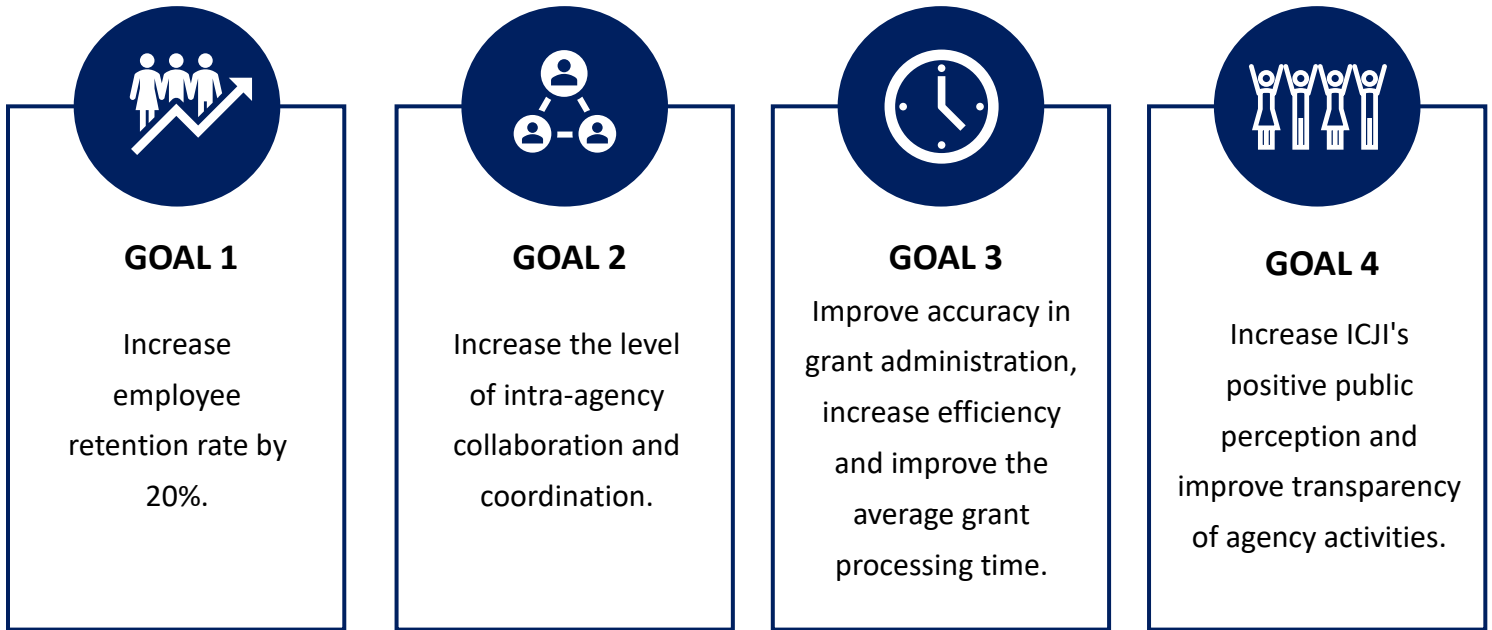 GOAL 1
Increase
employee
retention rate by
20%.
GOAL 2
Increase the level
of intra-agency
collaboration and
coordination.
GOAL 3
Improve accuracy in
grant administration,
increase efficiency
and improve the
average grant
processing time.
GOAL 4
Increase ICJI's
positive public
perception and
improve transparency
of agency activities.